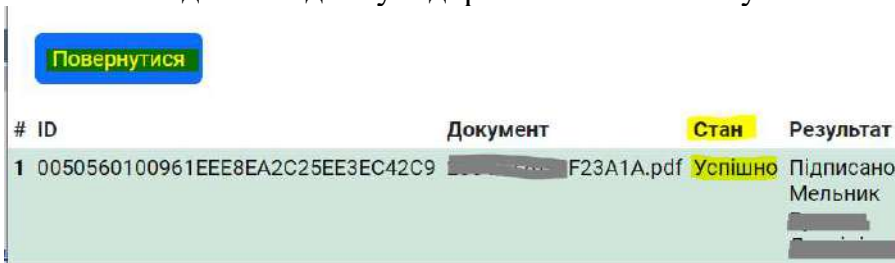 Повернутися
# ID Документ Стан Результат
1 0050560100961EEE8EA2C25EE3EC42C9 F23A1A.pdf Успішно Підписано
Мельник